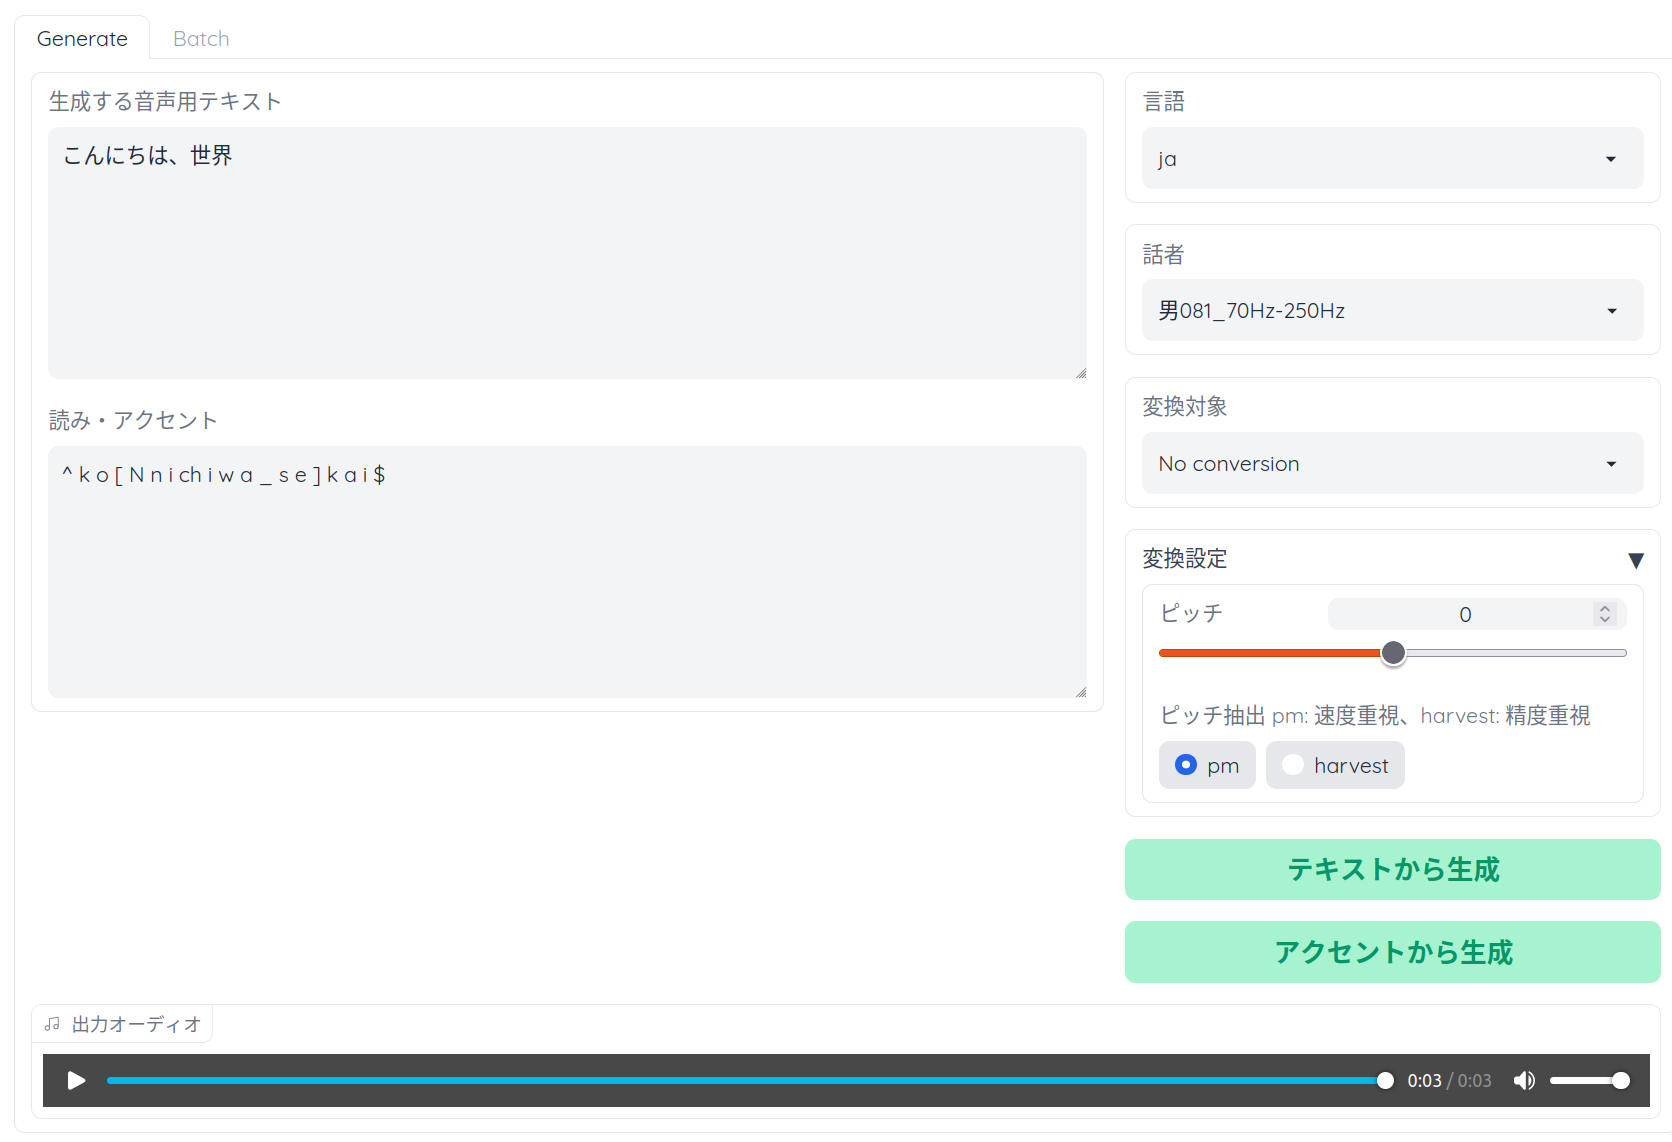 Generate
Batch
生成する音声用テキスト
こんにちは、世界
読み・アクセント
^ k o [ N n i ch i w a _ s e ] k a i $
言語
ja
話者
男081_70Hz-250Hz
変換対象
No conversion
変換設定
ピッチ
0
ピッチ抽出 pm: 速度重視、harvest: 精度重視
pm
harvest
テキストから生成
アクセントから生成
出力オーディオ
0:03 / 0:03